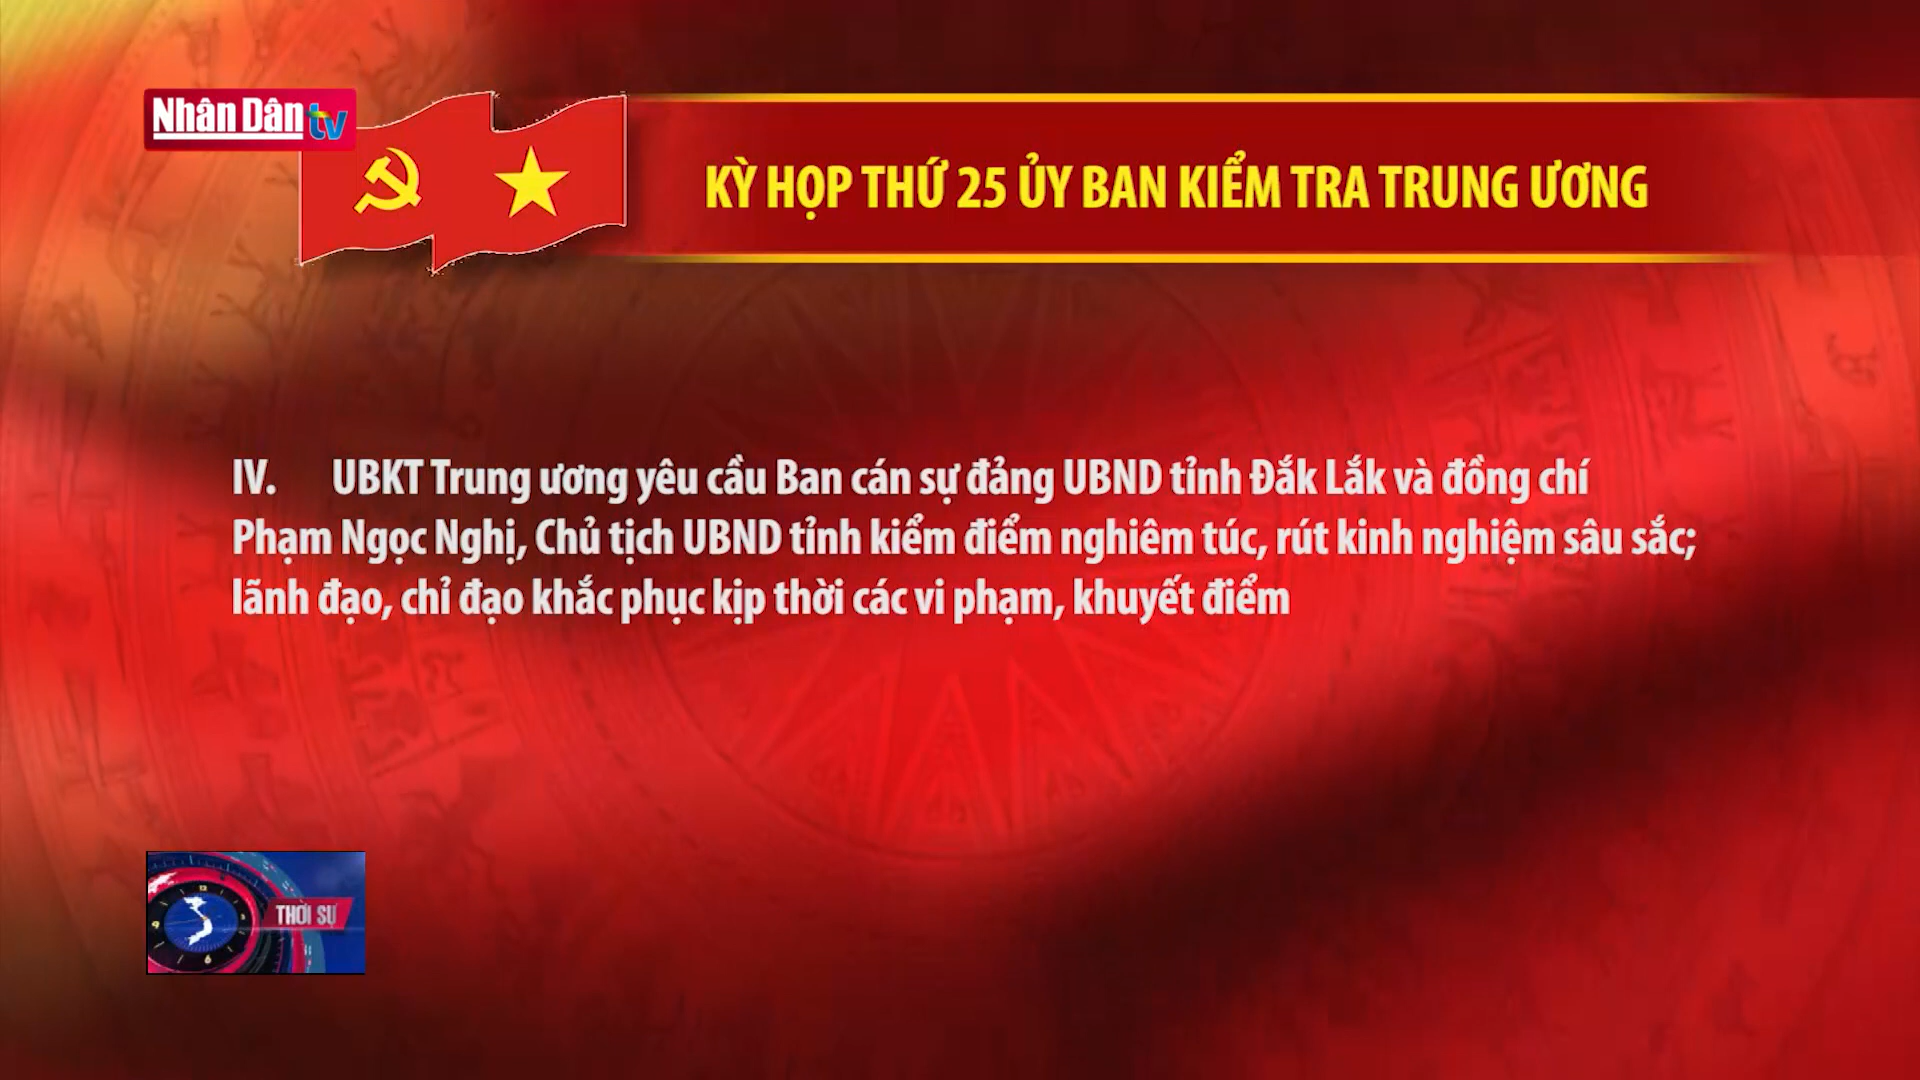 Nhân Dân tv
KỲ HỌP THỨ 25 ỦY BAN KIỂM TRA TRUNG ƯƠNG
IV. UBKT Trung ương yêu cầu Ban cán sự đảng UBND tỉnh Đắk Lắk và đồng chí
Phạm Ngọc Nghị, Chủ tịch UBND tỉnh kiểm điểm nghiêm túc, rút kinh nghiệm sâu sắc;
lãnh đạo, chỉ đạo khắc phục kịp thời các vi phạm, khuyết điểm
12
9
6
THỜI SỰ